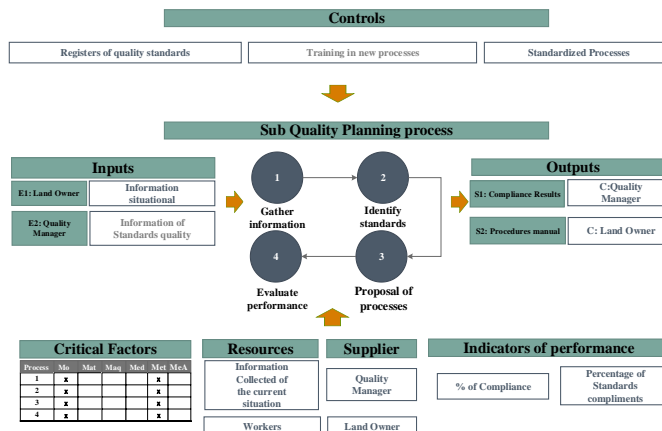 Controls
Registers of quality standards
Training in new processes
Standardized Processes
Sub Quality Planning process
Inputs
E1: Land Owner
Information
situational
E2: Quality
Manager
Information of
Standards quality
1
Gather
information
2
Identify
standards
4
Evaluate
performance
3
Proposal of
processes
Outputs
S1: Compliance Results
C:Quality
Manager
S2: Procedures manual
C: Land Owner
Critical Factors
Process Mo Mat Maq Med Met MeA
1 x x
2 x x
3 x x
4 x x
Resources
Information
Collected of
the current
situation
Workers
Supplier
Quality
Manager
Land Owner
Indicators of performance
% of Compliance
Percentage of
Standards
compliments